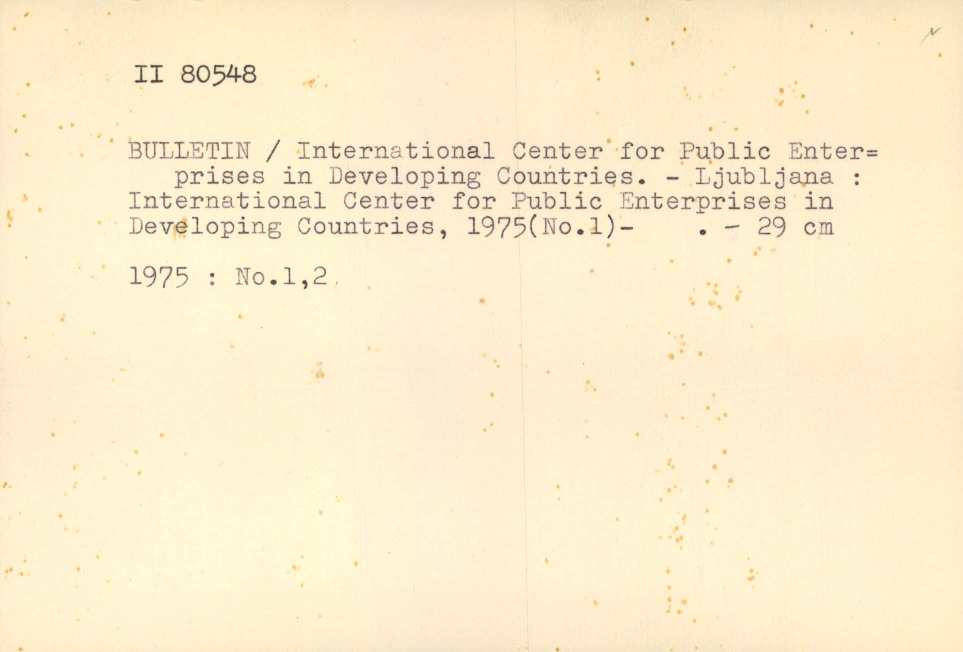 II 80548
BULLETIN / International Center for Public Enter=
prises in Developing Countries. - Ljubljana :
International Center for Public Enterprises in
Developing Countries, 1975(No.1)-    . - 29 cm
1975 : No.1,2